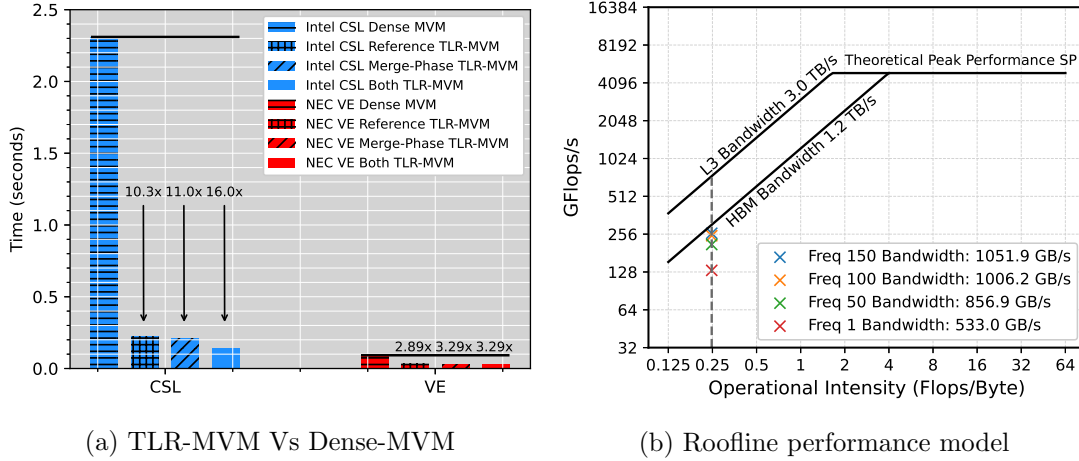 2.5
2.0
1.5
1.0
0.5
0.0
Time (seconds)
Intel CSL Dense MVM
Intel CSL Reference TLR-MVM
Intel CSL Merge-Phase TLR-MVM
Intel CSL Both TLR-MVM
NEC VE Dense MVM
NEC VE Reference TLR-MVM
NEC VE Merge-Phase TLR-MVM
NEC VE Both TLR-MVM
10.3x 11.0x 16.0x
2.89x 3.29x 3.29x
CSL VE
(a) TLR-MVM Vs Dense-MVM
16384
8192
4096
2048
1024
512
256
128
64
32
GFlops/s
Theoretical Peak Performance SP
L3 Bandwidth 3.0 TB/s
HBM Bandwidth 1.2 TB/s
Freq 150 Bandwidth: 1051.9 GB/s
Freq 100 Bandwidth: 1006.2 GB/s
Freq 50 Bandwidth: 856.9 GB/s
Freq 1 Bandwidth: 533.0 GB/s
0.125 0.25 0.5 1 2 4 8 16 32 64
Operational Intensity (Flops/Byte)
(b) Roofline performance model